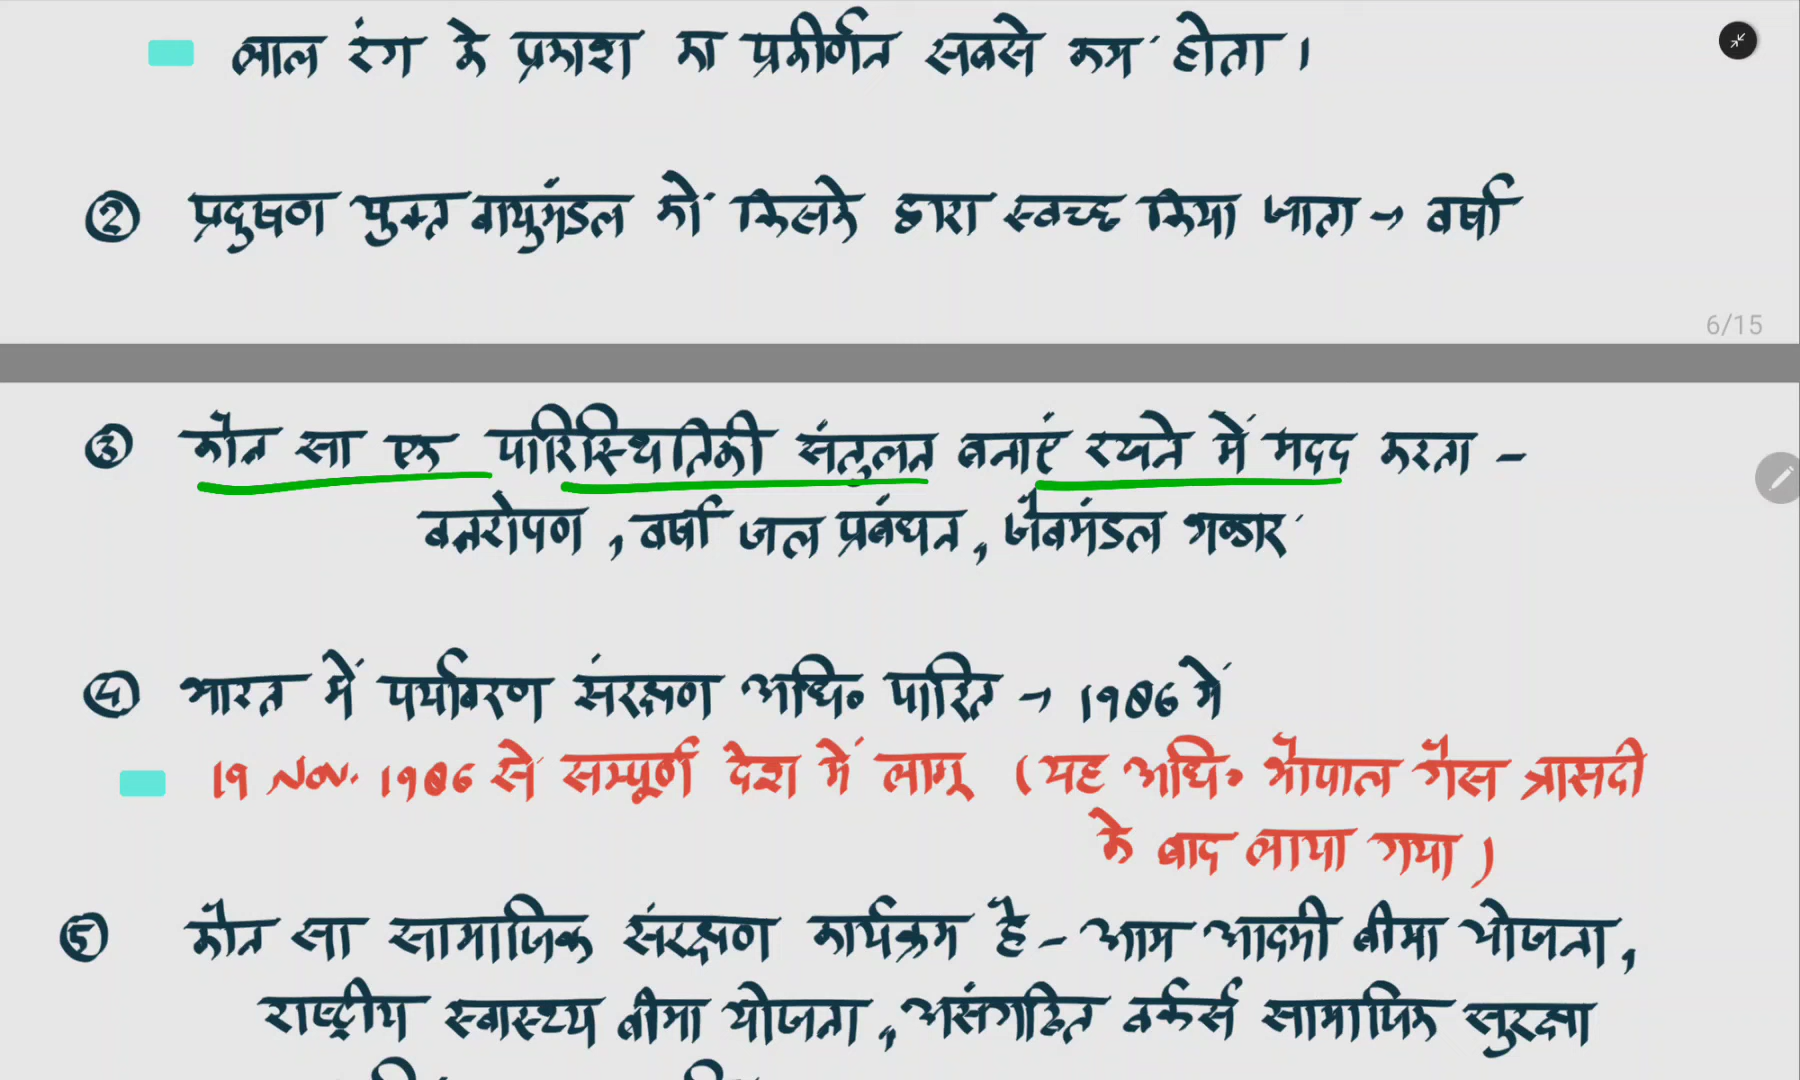 लाल रंग के प्रकाश का प्रकीर्णन सबसे कम होता।
② प्रदुषण युक्त वायुमंडल को किसके द्वारा स्वच्छ किया जाता → वर्षा
6/15
③ कौन सा एक पारिस्थितिकी संतुलन बनाएं रखने में मदद करता -
वनरोपण, वर्षा जल प्रबंधन, जैवमंडल भण्डार
④ भारत में पर्यावरण संरक्षण अधि॰ पारित → 1986 में
19 Nov. 1986 से सम्पूर्ण देश में लागू (यह अधि॰ भोपाल गैस त्रासदी
के बाद लाया गया)
⑤ कौन सा सामाजिक संरक्षण कार्यक्रम है - आम आदमी बीमा योजना,
राष्ट्रीय स्वास्थ्य बीमा योजना, असंगठित वर्कर्स सामाजिक सुरक्षा